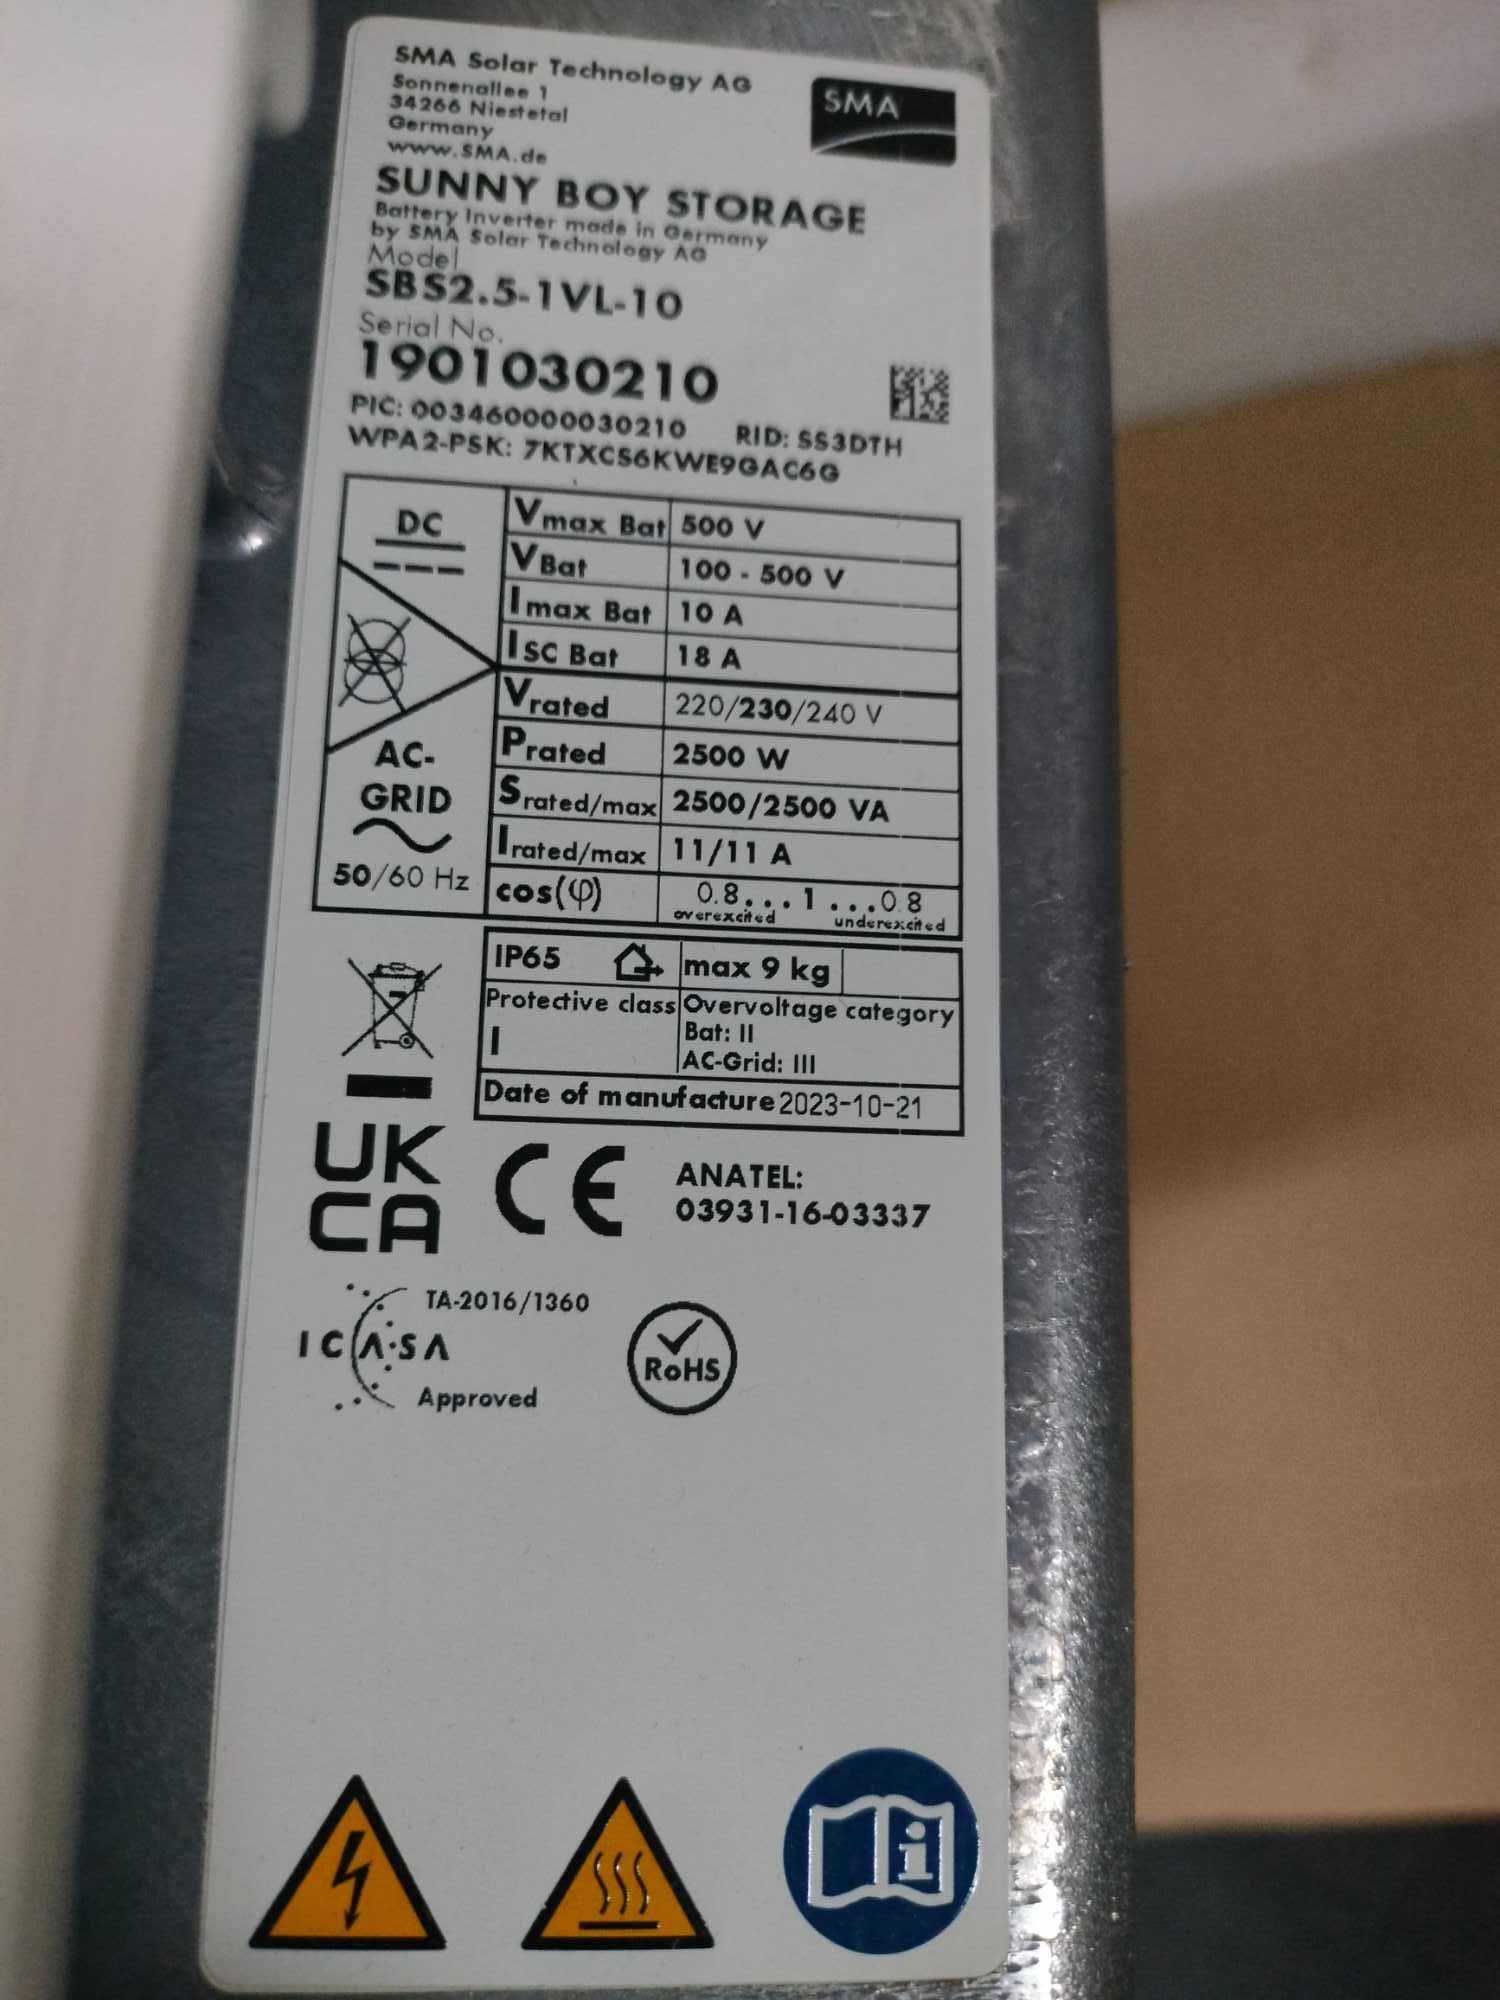 SMA Solar Technology AG
Sonnenallee 1
34266 Niestetal
Germany
www.SMA.de
SMA
SUNNY BOY STORAGE
Battery Inverter made in Germany
by SMA Solar Technology AG
Model
SBS2.5-1VL-10
Serial No.
1901030210
PIC: 003460000030210 RID: SS3DTH
WPA2-PSK: 7KTXCS6KWE9GAC6G
DC
Vmax Bat 500 V
VBat 100 - 500 V
Imax Bat 10 A
ISC Bat 18 A
AC-
GRID
50/60 Hz
Vrated 220/230/240 V
Prated 2500 W
Srated/max 2500/2500 VA
Irated/max 11/11 A
cos(φ) 0.8...1...0.8
overexcited underexcited
IP65 max 9 kg
Protective class Overvoltage category
I Bat: II
AC-Grid: III
Date of manufacture 2023-10-21
UK
CA
CE
ANATEL:
03931-16-03337
TA-2016/1360
ICASA
Approved
RoHS
i